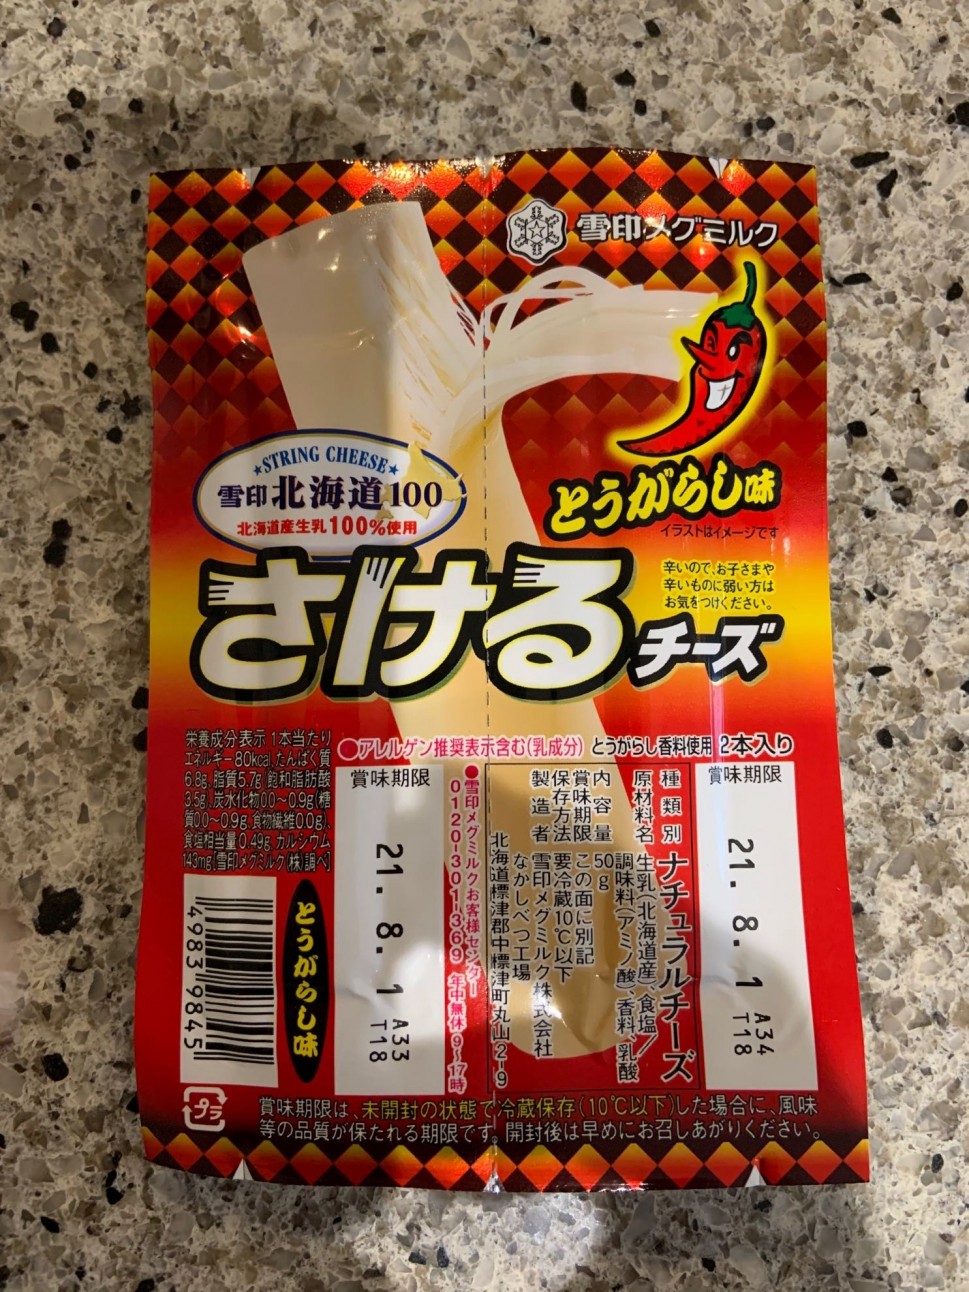 雪印メグミルク
STRING CHEESE
雪印北海道100
北海道産生乳100%使用
とうがらし味
イラストはイメージです
辛いので、お子さまや
辛いものに弱い方は
お気をつけください。
さけるチーズ
栄養成分表示 1本当たり
エネルギー80kcal、たんぱく質
6.8g、脂質5.7g、飽和脂肪酸
3.5g、炭水化物0.0～0.9g(糖
質0.0～0.9g、食物繊維0.0g)、
食塩相当量0.49g、カルシウム
143mg[雪印メグミルク(株)調べ]
●アレルゲン推奨表示含む(乳成分) とうがらし香料使用 2本入り
賞味期限
21.8.1 A33
T18
●雪印メグミルクお客様センター
0120-301-369 年中無休 9～17時
種類別 ナチュラルチーズ
原材料名 生乳(北海道産)、食塩/
調味料(アミノ酸)、香料、乳酸
内容量 50g
賞味期限 この面に別記
保存方法 要冷蔵10℃以下
製造者 雪印メグミルク株式会社
なかしべつ工場
北海道標津郡中標津町丸山2-9
賞味期限
21.8.1 A34
T18
4983 9845
とうがらし味
プラ
賞味期限は、未開封の状態で冷蔵保存(10℃以下)した場合に、風味
等の品質が保たれる期限です。開封後は早めにお召しあがりください。